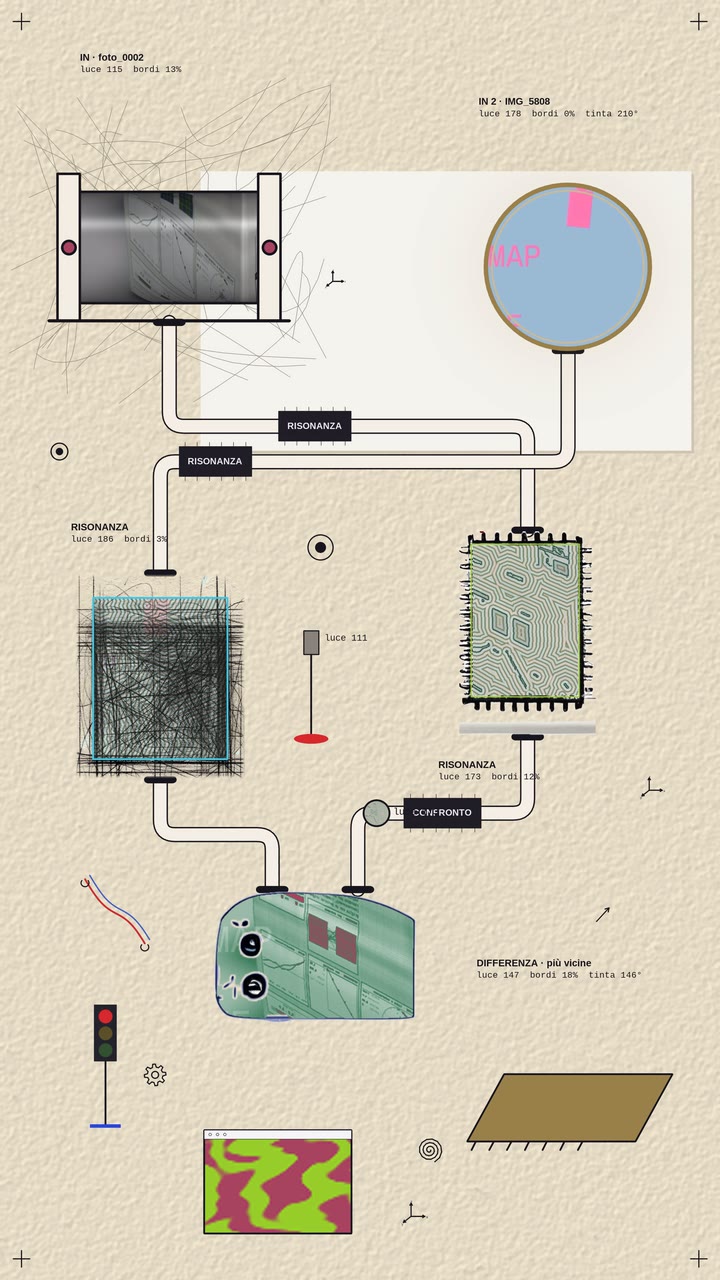 IN · foto_0002
luce 115  bordi 13%
IN 2 · IMG_5808
luce 178  bordi 0%  tinta 210°
MAP
RISONANZA
RISONANZA
RISONANZA
luce 186  bordi 3%
luce 111
RISONANZA
luce 173  bordi 12%
CONFRONTO
DIFFERENZA · più vicine
luce 147  bordi 18%  tinta 146°